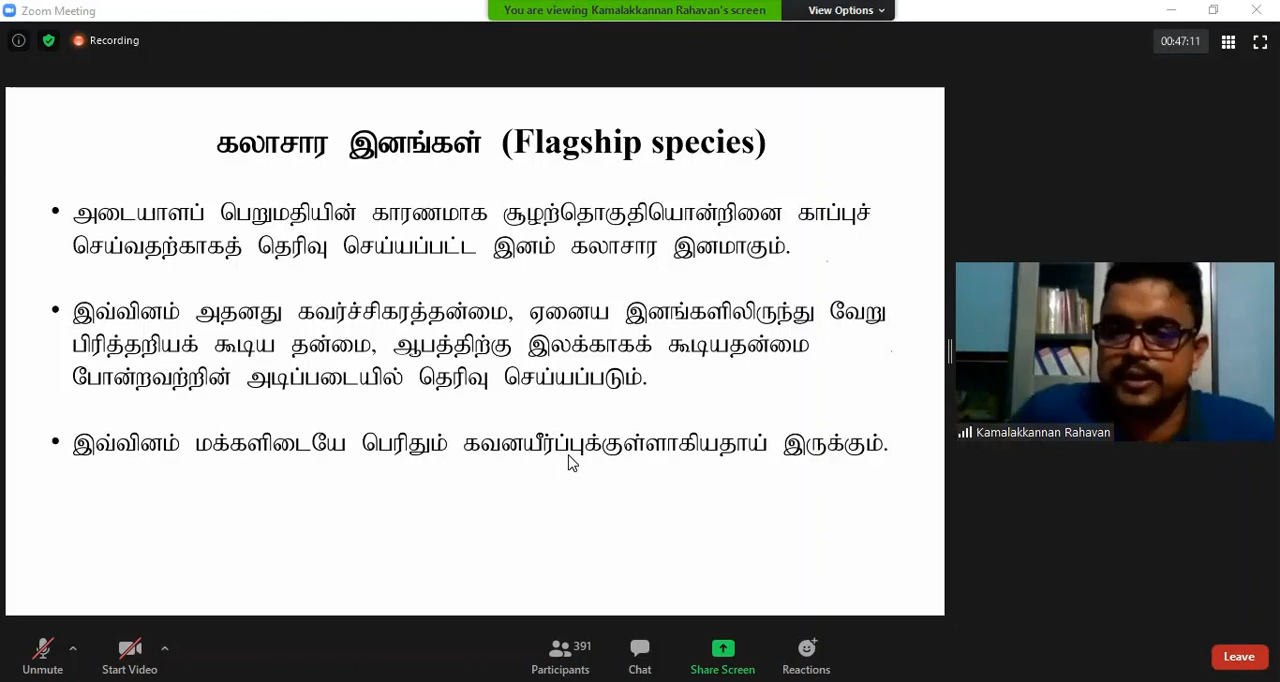 Zoom Meeting
You are viewing Kamalakkannan Rahavan's screen
View Options
Recording
00:47:11
கலாசார இனங்கள் (Flagship species)
• அடையாளப் பெறுமதியின் காரணமாக சூழற்தொகுதியொன்றினை காப்புச்
செய்வதற்காகத் தெரிவு செய்யப்பட்ட இனம் கலாசார இனமாகும்.
• இவ்வினம் அதனது கவர்ச்சிகரத்தன்மை, ஏனைய இனங்களிலிருந்து வேறு
பிரித்தறியக் கூடிய தன்மை, ஆபத்திற்கு இலக்காகக் கூடியதன்மை
போன்றவற்றின் அடிப்படையில் தெரிவு செய்யப்படும்.
• இவ்வினம் மக்களிடையே பெரிதும் கவனயீர்ப்புக்குள்ளாகியதாய் இருக்கும்.
Kamalakkannan Rahavan
Unmute
Start Video
391
Participants
Chat
Share Screen
Reactions
Leave